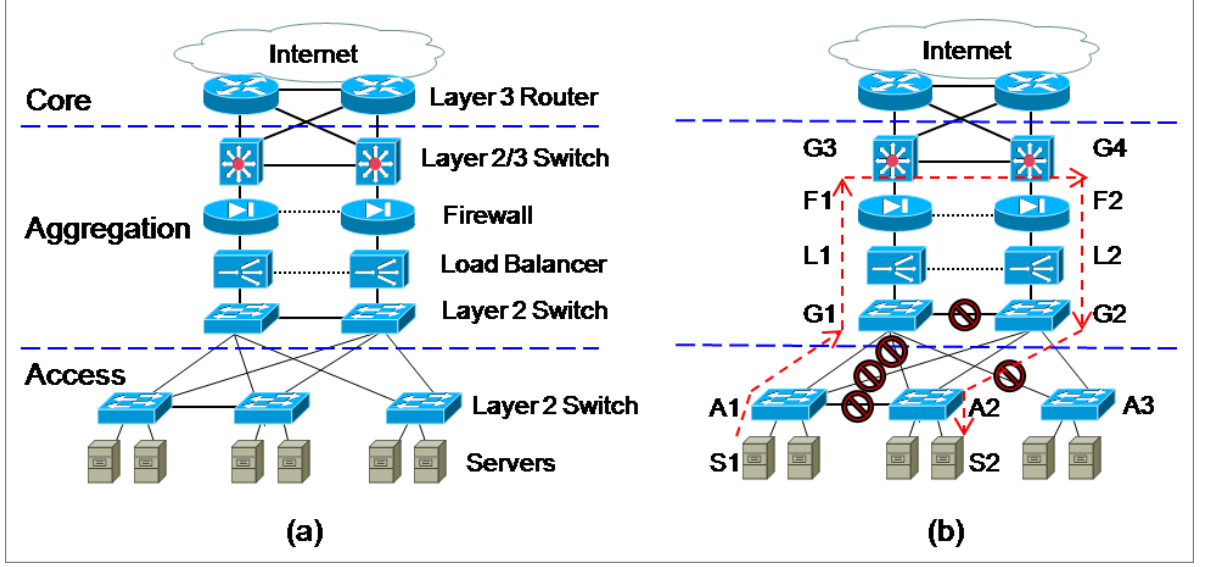 Internet
Core
Layer 3 Router
Layer 2/3 Switch
Aggregation
Firewall
Load Balancer
Layer 2 Switch
Access
Layer 2 Switch
Servers
(a)
Internet
G3
G4
F1
F2
L1
L2
G1
G2
A1
A2
A3
S1
S2
(b)